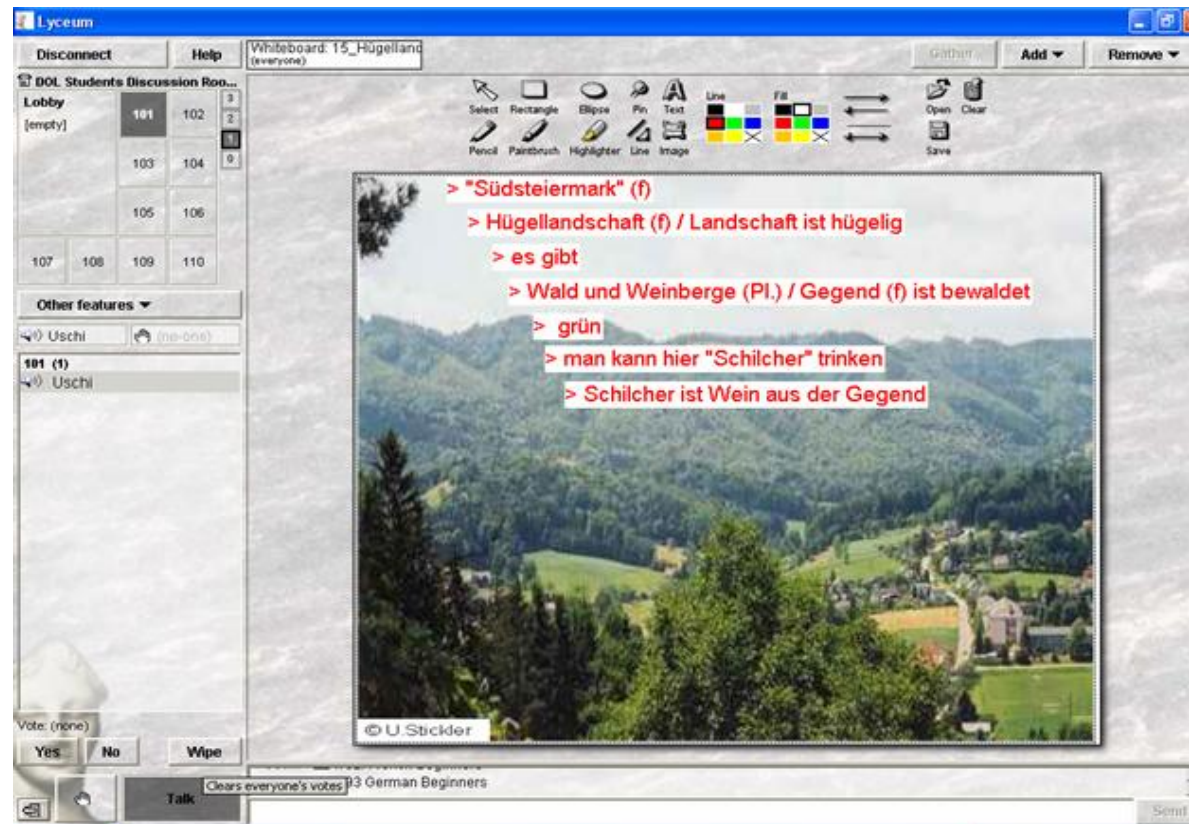 Lyceum
Disconnect
Help
Whiteboard: 15_Hügelland
(everyone)
Gather
Add
Remove
DOL Students Discussion Roo...
Lobby
[empty]
101
102
3
2
1
0
103
104
105
106
107
108
109
110
Select
Rectangle
Ellipse
Pin
Text
Line
Fill
Open
Clear
Pencil
Paintbrush
Highlighter
Line
Image
Save
Other features
Uschi
(no-one)
101 (1)
Uschi
> "Südsteiermark" (f)
> Hügellandschaft (f) / Landschaft ist hügelig
> es gibt
> Wald und Weinberge (Pl.) / Gegend (f) ist bewaldet
> grün
> man kann hier "Schilcher" trinken
> Schilcher ist Wein aus der Gegend
© U.Stickler
Vote: (none)
Yes
No
Wipe
Clears everyone's votes
93 German Beginners
Talk
Send